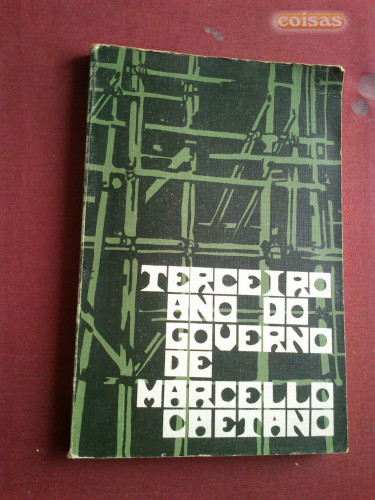 coisas
TERCEIRO
ANO DO
GOVERNO
DE
MARCELLO
CAETANO